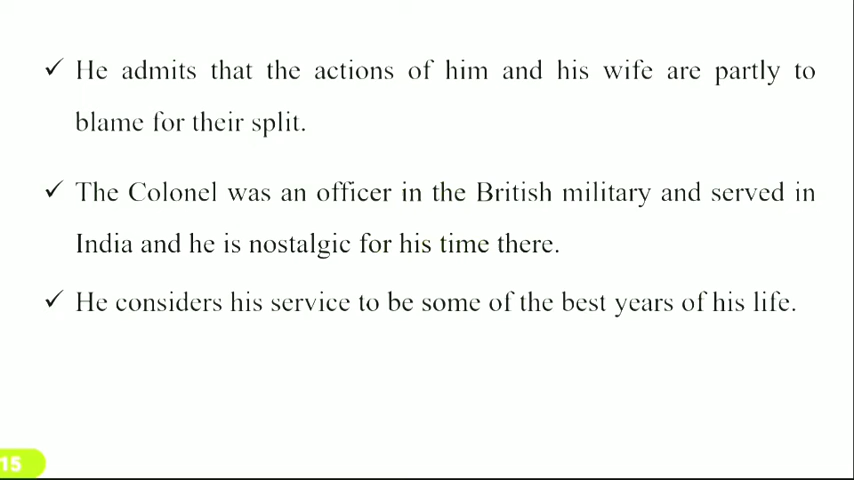 ✓ He admits that the actions of him and his wife are partly to
blame for their split.
✓ The Colonel was an officer in the British military and served in
India and he is nostalgic for his time there.
✓ He considers his service to be some of the best years of his life.
15